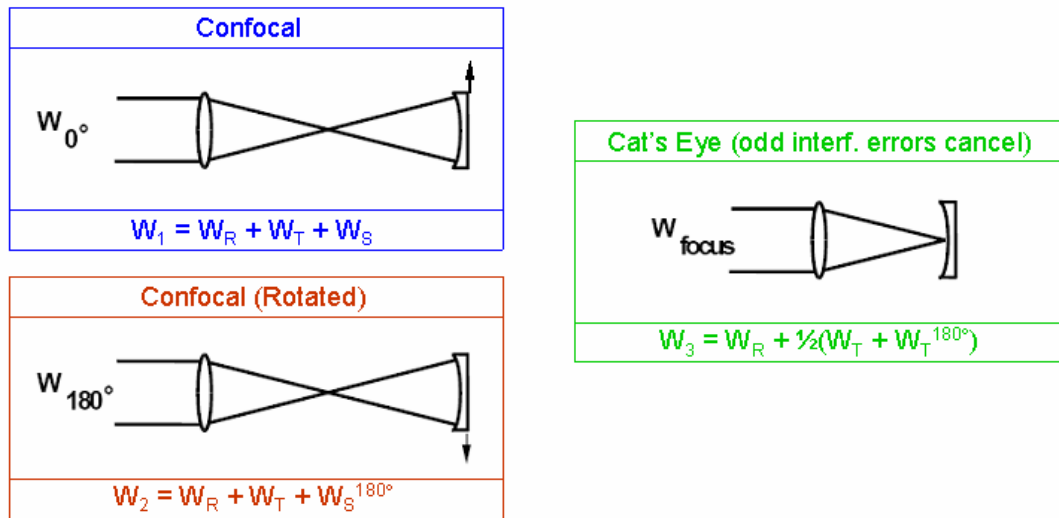 Confocal
W0°
W1 = WR + WT + WS
Confocal (Rotated)
W180°
W2 = WR + WT + WS180°
Cat's Eye (odd interf. errors cancel)
Wfocus
W3 = WR + ½(WT + WT180°)